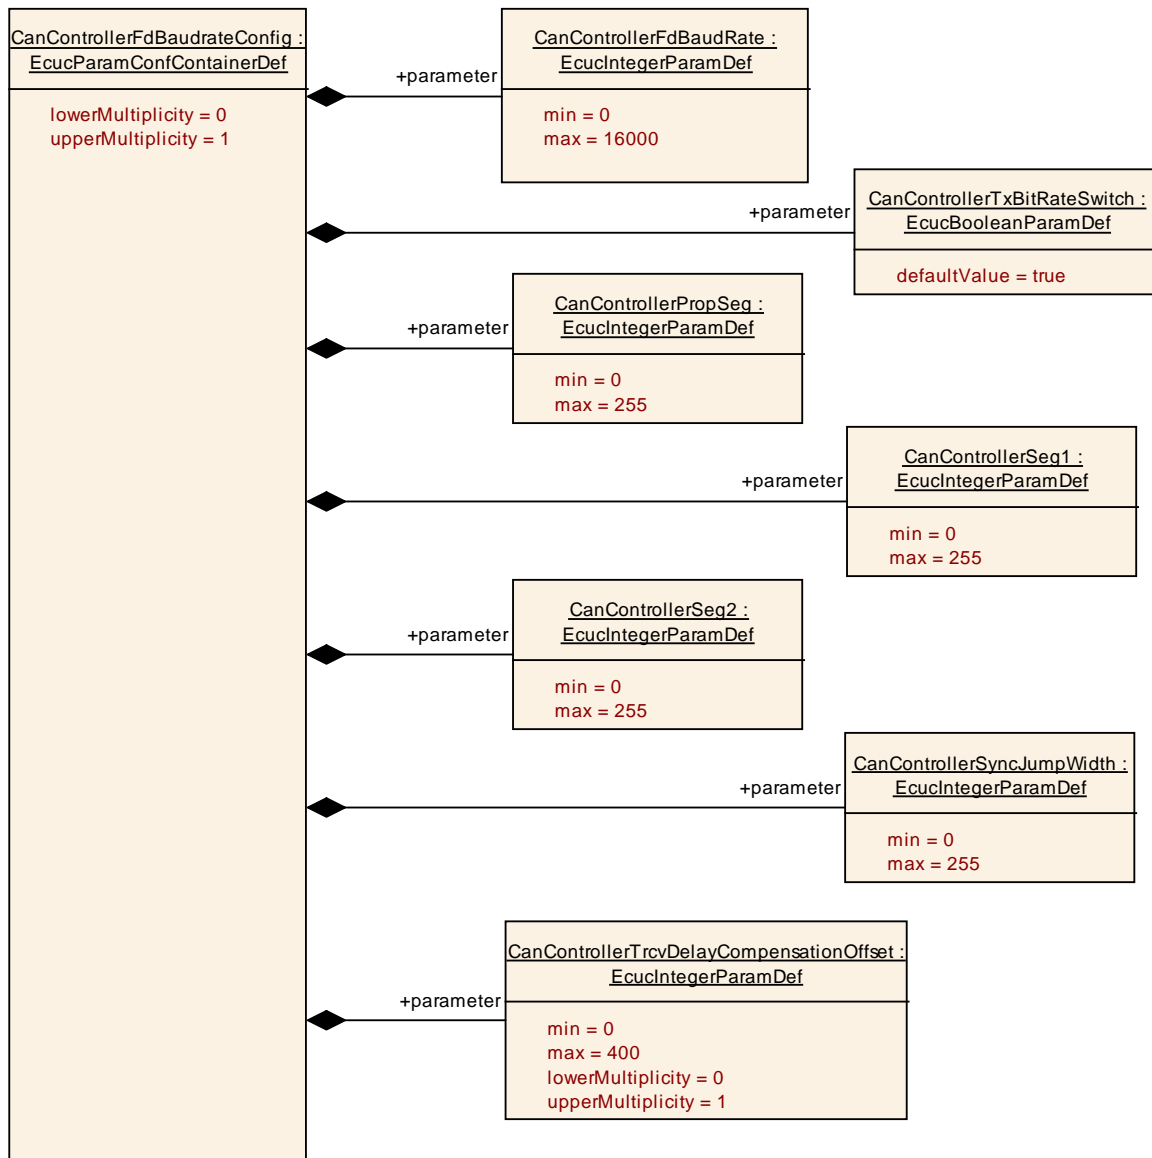 CanControllerFdBaudrateConfig :
EcucParamConfContainerDef
lowerMultiplicity = 0
upperMultiplicity = 1
+parameter
CanControllerFdBaudRate :
EcucIntegerParamDef
min = 0
max = 16000
+parameter
CanControllerTxBitRateSwitch :
EcucBooleanParamDef
defaultValue = true
+parameter
CanControllerPropSeg :
EcucIntegerParamDef
min = 0
max = 255
+parameter
CanControllerSeg1 :
EcucIntegerParamDef
min = 0
max = 255
+parameter
CanControllerSeg2 :
EcucIntegerParamDef
min = 0
max = 255
+parameter
CanControllerSyncJumpWidth :
EcucIntegerParamDef
min = 0
max = 255
+parameter
CanControllerTrcvDelayCompensationOffset :
EcucIntegerParamDef
min = 0
max = 400
lowerMultiplicity = 0
upperMultiplicity = 1